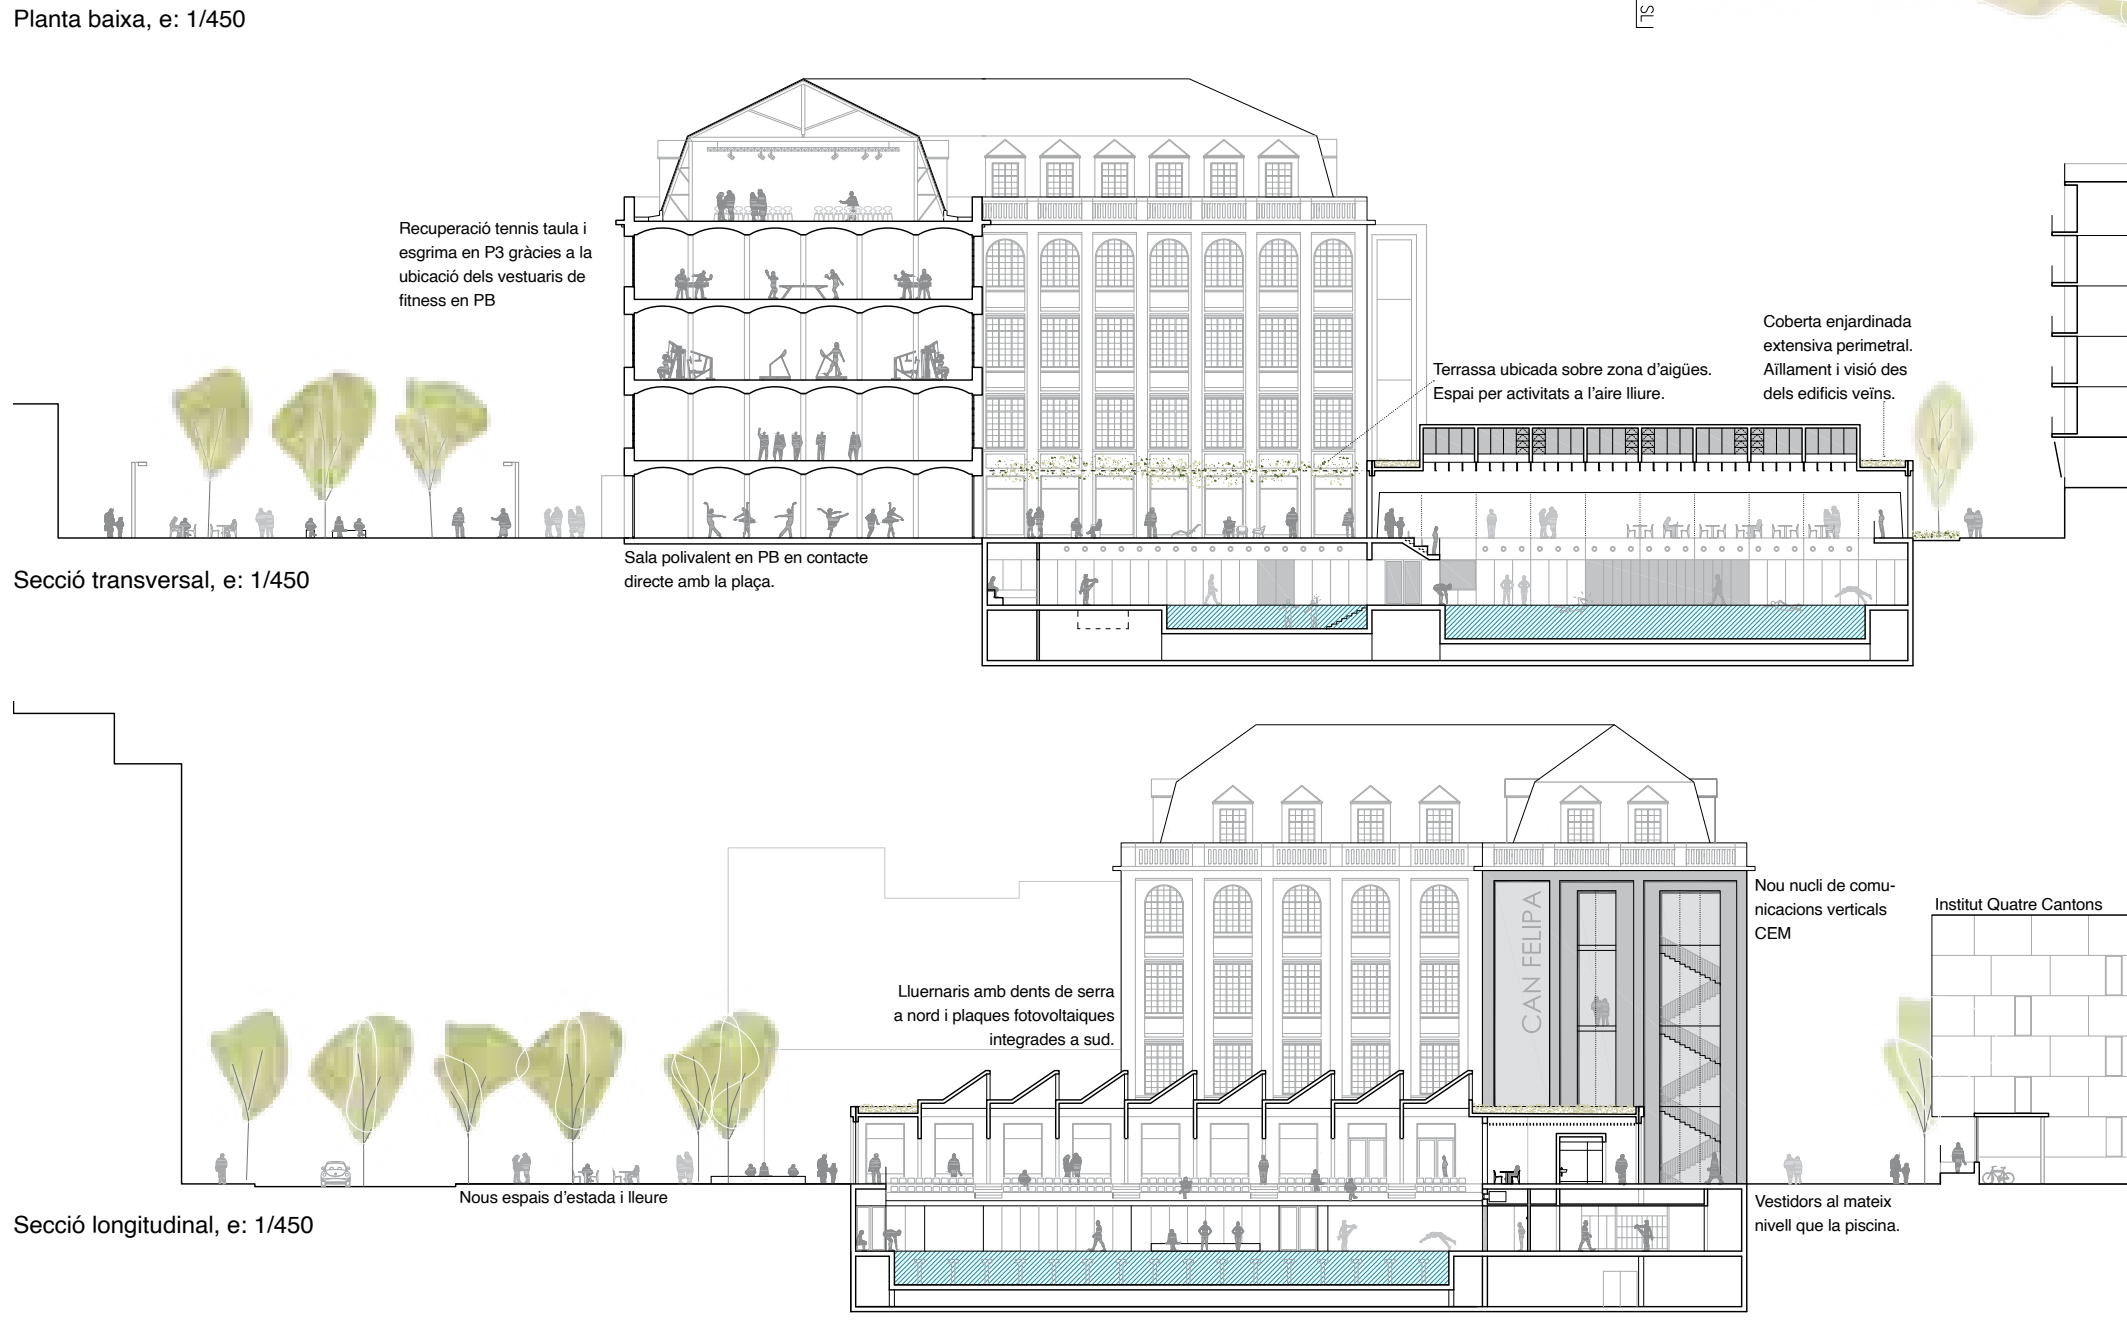 Planta baixa, e: 1/450
SL
Recuperació tennis taula i
esgrima en P3 gràcies a la
ubicació dels vestuaris de
fitness en PB
Terrassa ubicada sobre zona d'aigües.
Espai per activitats a l'aire lliure.
Coberta enjardinada
extensiva perimetral.
Aïllament i visió des
dels edificis veïns.
Sala polivalent en PB en contacte
directe amb la plaça.
Secció transversal, e: 1/450
Lluernaris amb dents de serra
a nord i plaques fotovoltaiques
integrades a sud.
CAN FELIPA
Nou nucli de comu-
nicacions verticals
CEM
Institut Quatre Cantons
Nous espais d'estada i lleure
Vestidors al mateix
nivell que la piscina.
Secció longitudinal, e: 1/450